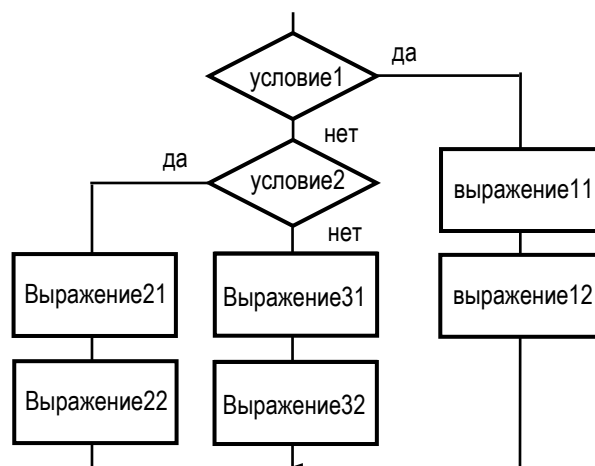 да
условие1
нет
да
условие2
выражение11
нет
Выражение21
Выражение31
выражение12
Выражение22
Выражение32